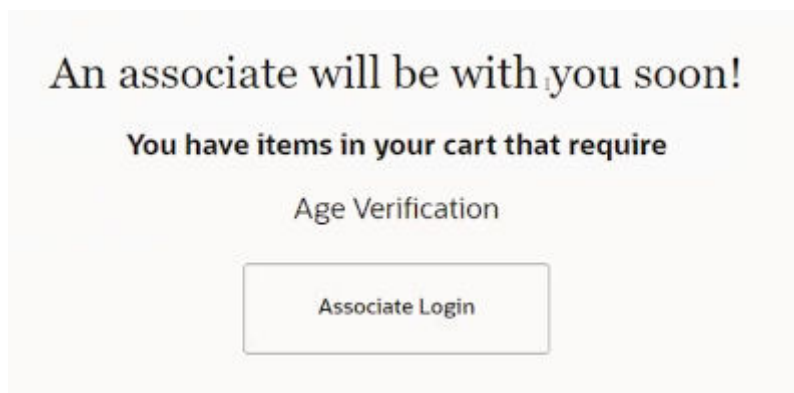 An associate will be with you soon!
You have items in your cart that require
Age Verification
Associate Login